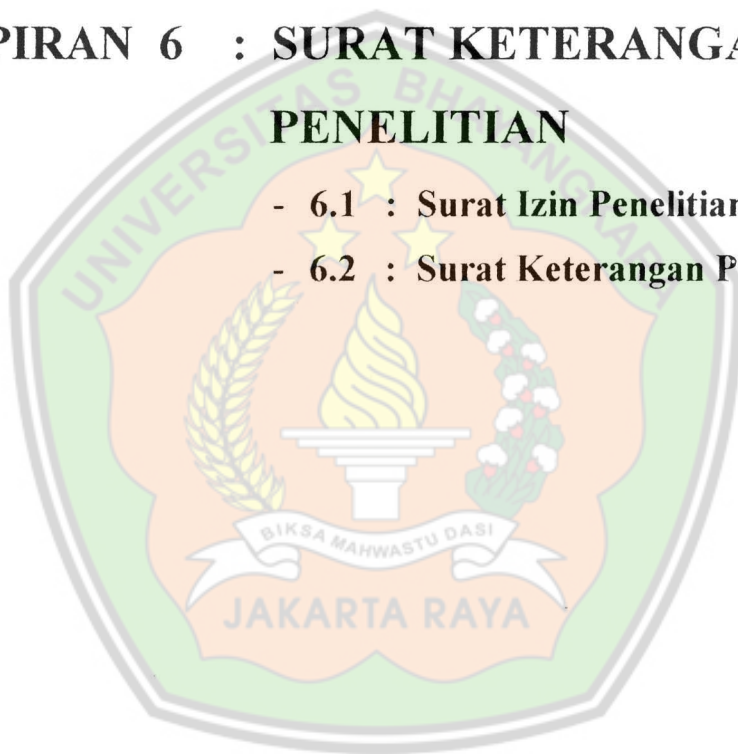 PIRAN 6 : SURAT KETERANGA
PENELITIAN
- 6.1 : Surat Izin Penelitian
- 6.2 : Surat Keterangan P
UNIVERSITAS BHAYANGKARA
BIKSA MAHWASTU DASI
JAKARTA RAYA